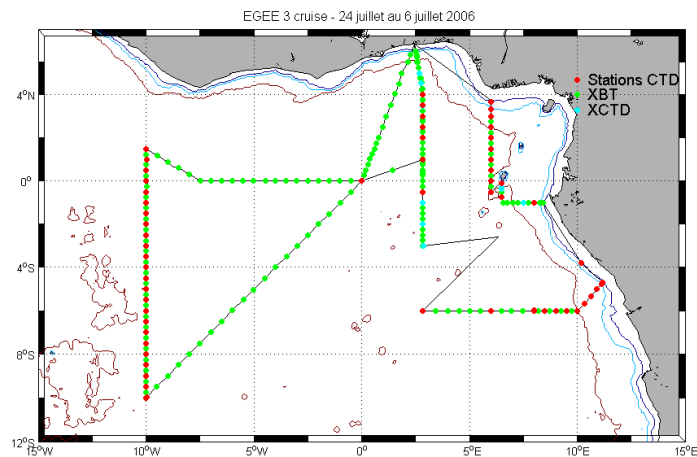 EGEE 3 cruise - 24 juillet au 6 juillet 2006
Stations CTD
XBT
XCTD
4°N
0°
4°S
8°S
12°S
15°W
10°W
5°W
0°
5°E
10°E
15°E